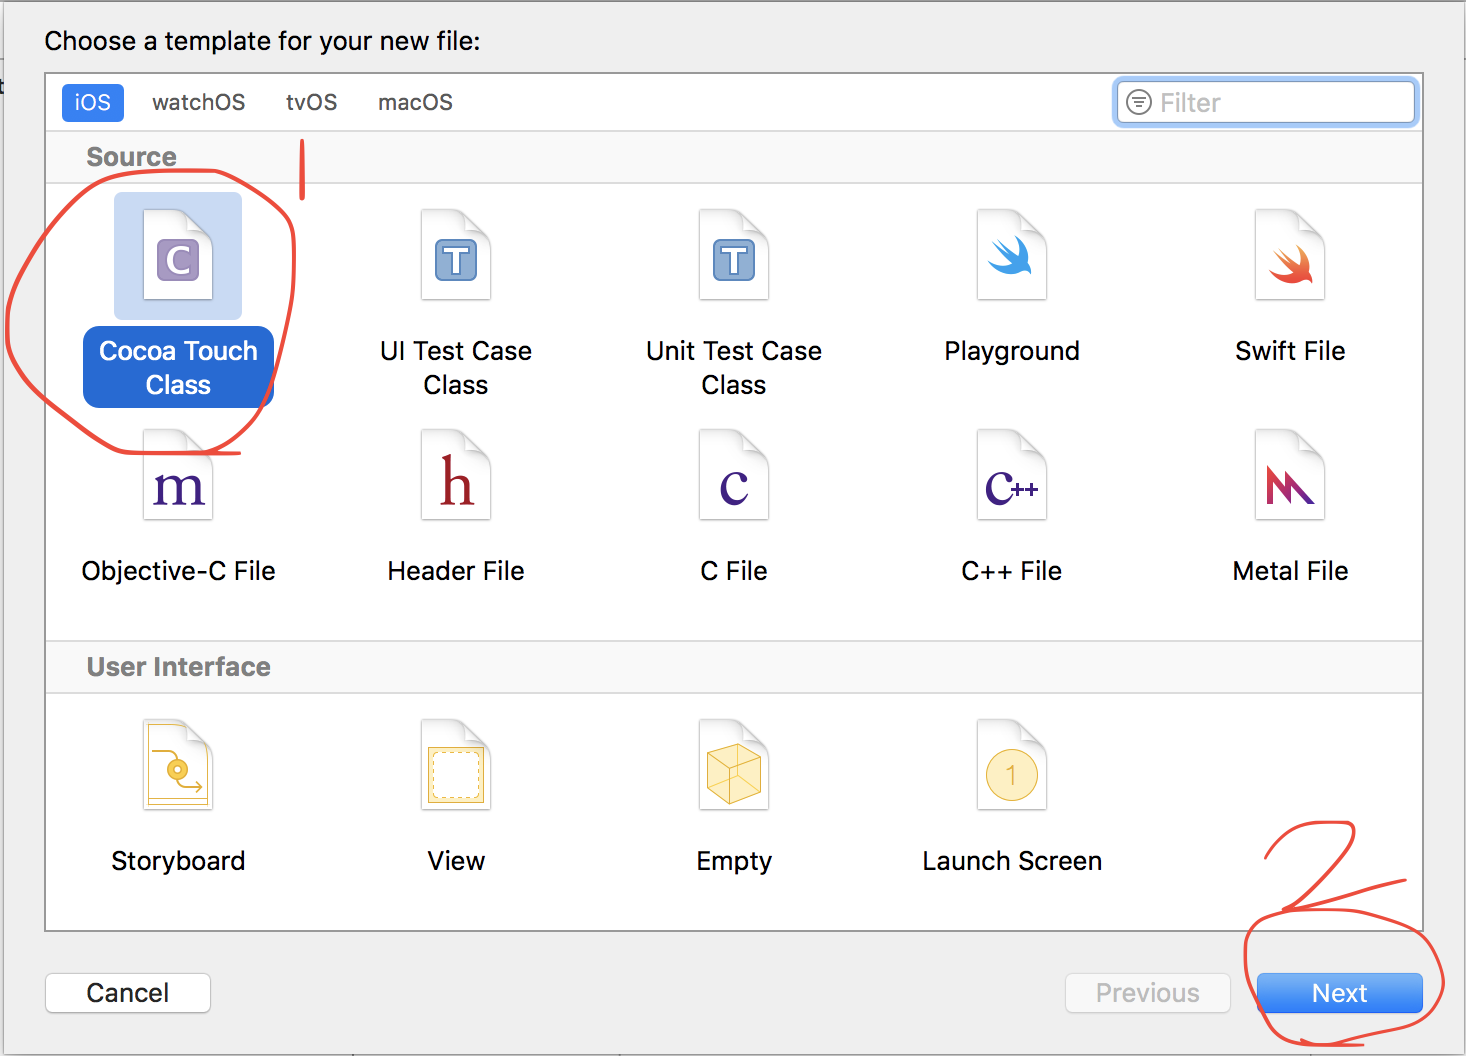 Choose a template for your new file:
t
iOS watchOS tvOS macOS Filter
Source
1
C T T
Cocoa Touch Class
UI Test Case Class
Unit Test Case Class
Playground
Swift File
m h c C++
Objective-C File Header File C File C++ File Metal File
User Interface
1
Storyboard View Empty Launch Screen
2
Cancel Previous Next